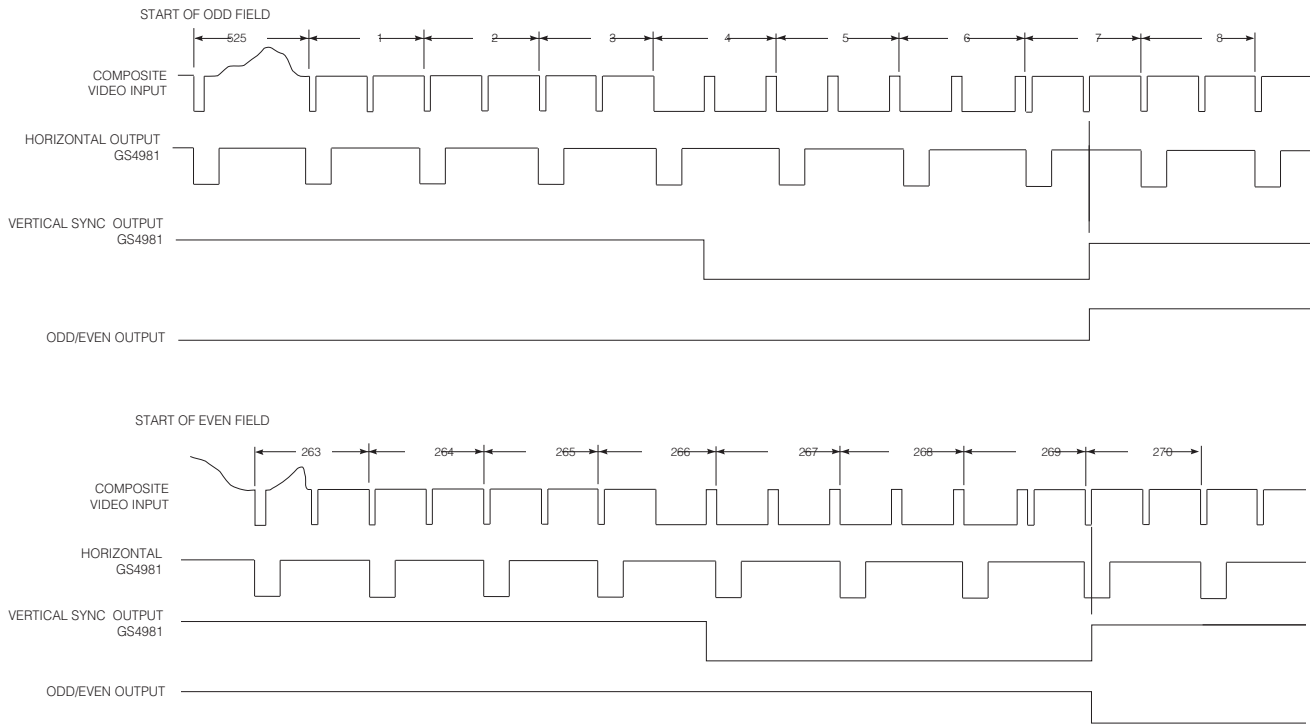 START OF ODD FIELD
525 1 2 3 4 5 6 7 8
COMPOSITE
VIDEO INPUT
HORIZONTAL OUTPUT
GS4981
VERTICAL SYNC OUTPUT
GS4981
ODD/EVEN OUTPUT
START OF EVEN FIELD
263 264 265 266 267 268 269 270
COMPOSITE
VIDEO INPUT
HORIZONTAL
GS4981
VERTICAL SYNC OUTPUT
GS4981
ODD/EVEN OUTPUT